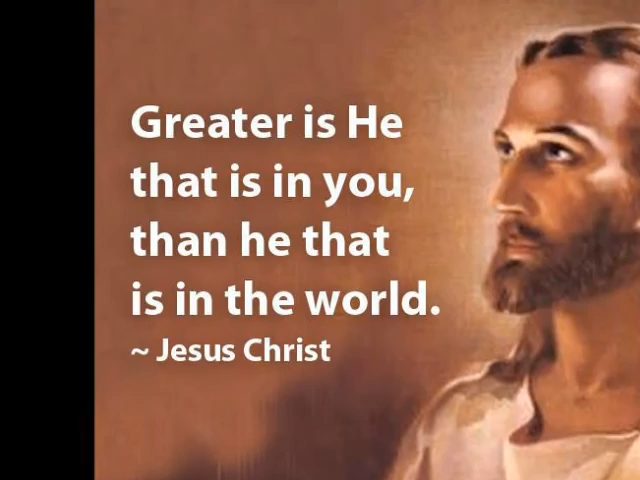 Greater is He
that is in you,
than he that
is in the world.
~ Jesus Christ